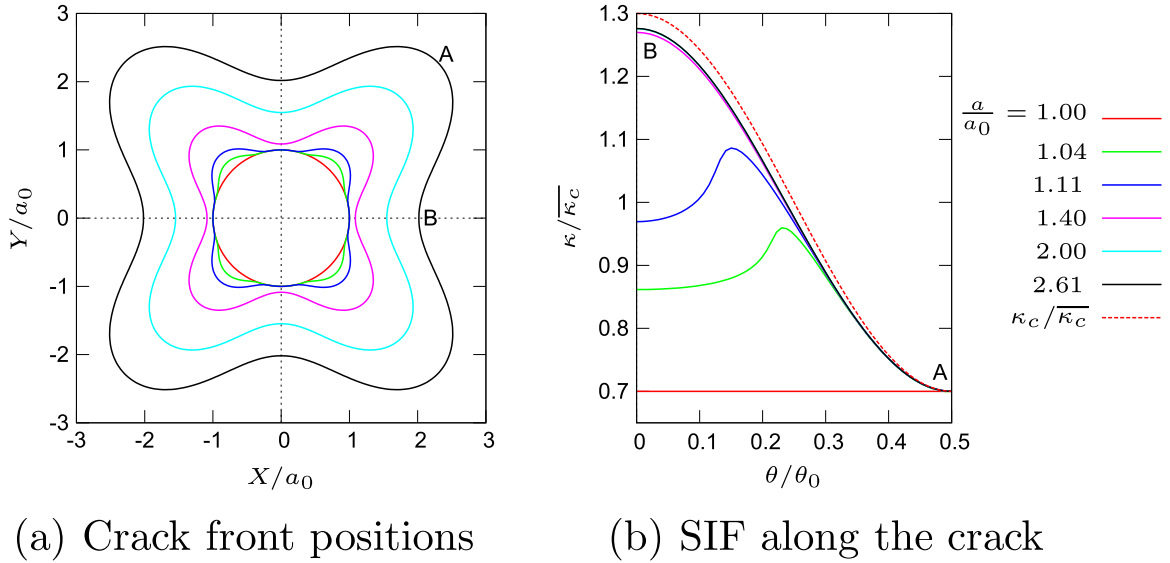 3
2
1
0
-1
-2
-3
-3 -2 -1 0 1 2 3
Y/a₀
X/a₀
A
B
(a) Crack front positions
1.3
1.2
1.1
1
0.9
0.8
0.7
0 0.1 0.2 0.3 0.4 0.5
κ/κ̅c̅
θ/θ₀
B
A
a/a₀ = 1.00
1.04
1.11
1.40
2.00
2.61
κc/κ̅c̅
(b) SIF along the crack